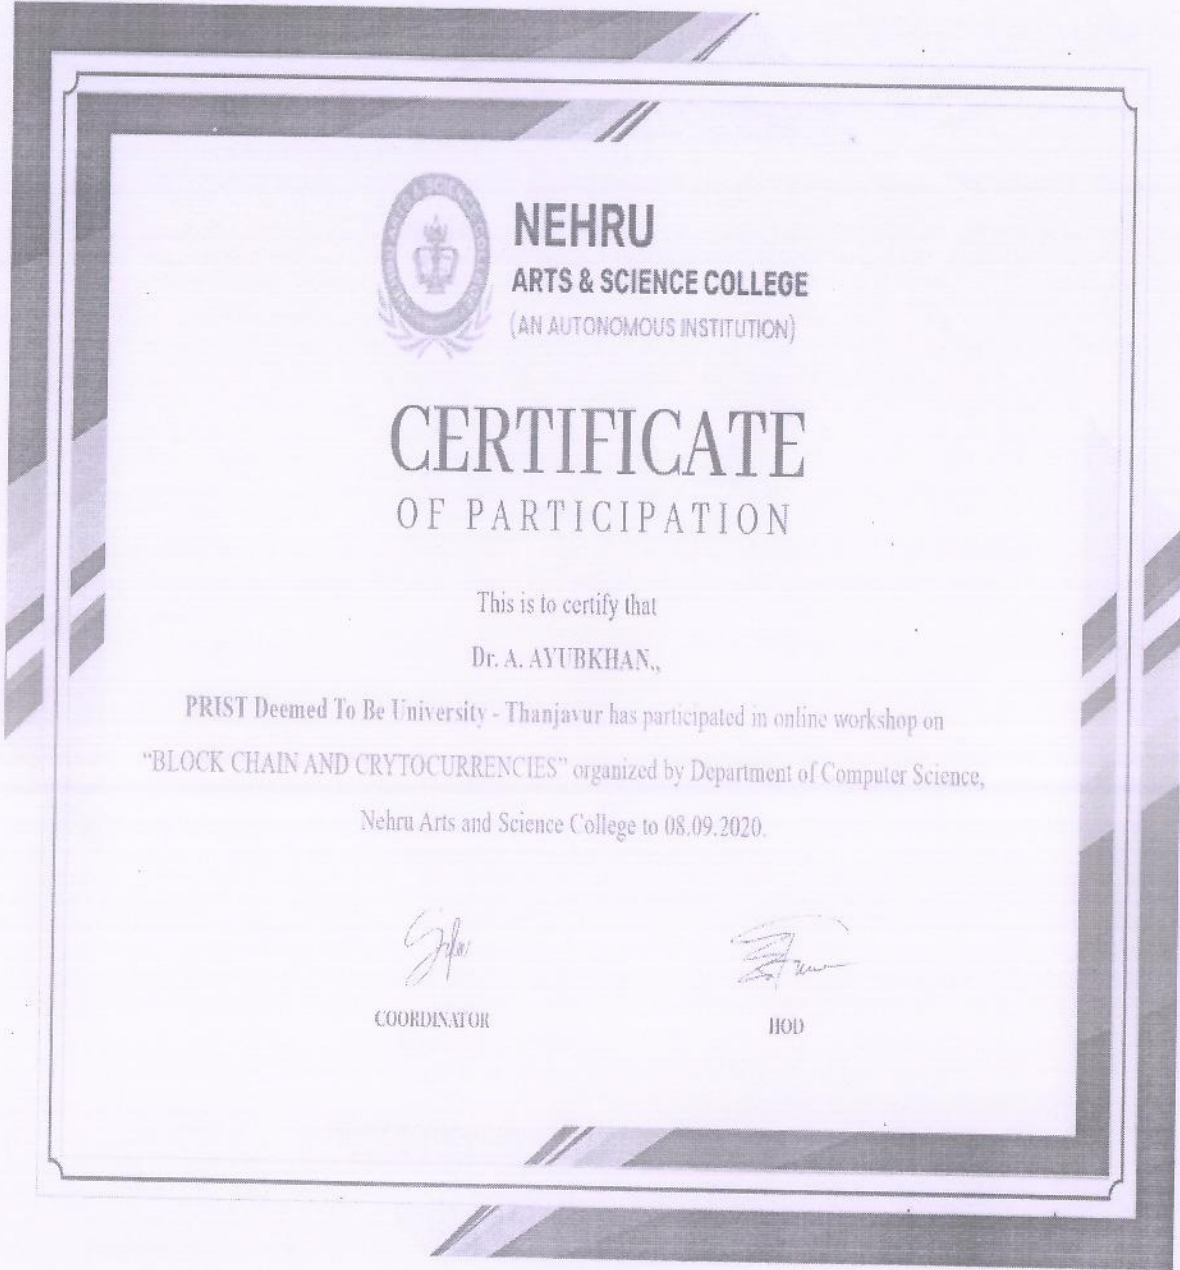 NEHRU
ARTS & SCIENCE COLLEGE
(AN AUTONOMOUS INSTITUTION)
CERTIFICATE
OF PARTICIPATION
This is to certify that
Dr. A. AYUBKHAN.,
PRIST Deemed To Be University - Thanjavur has participated in online workshop on
“BLOCK CHAIN AND CRYTOCURRENCIES” organized by Department of Computer Science,
Nehru Arts and Science College to 08.09.2020.
COORDINATOR
HOD